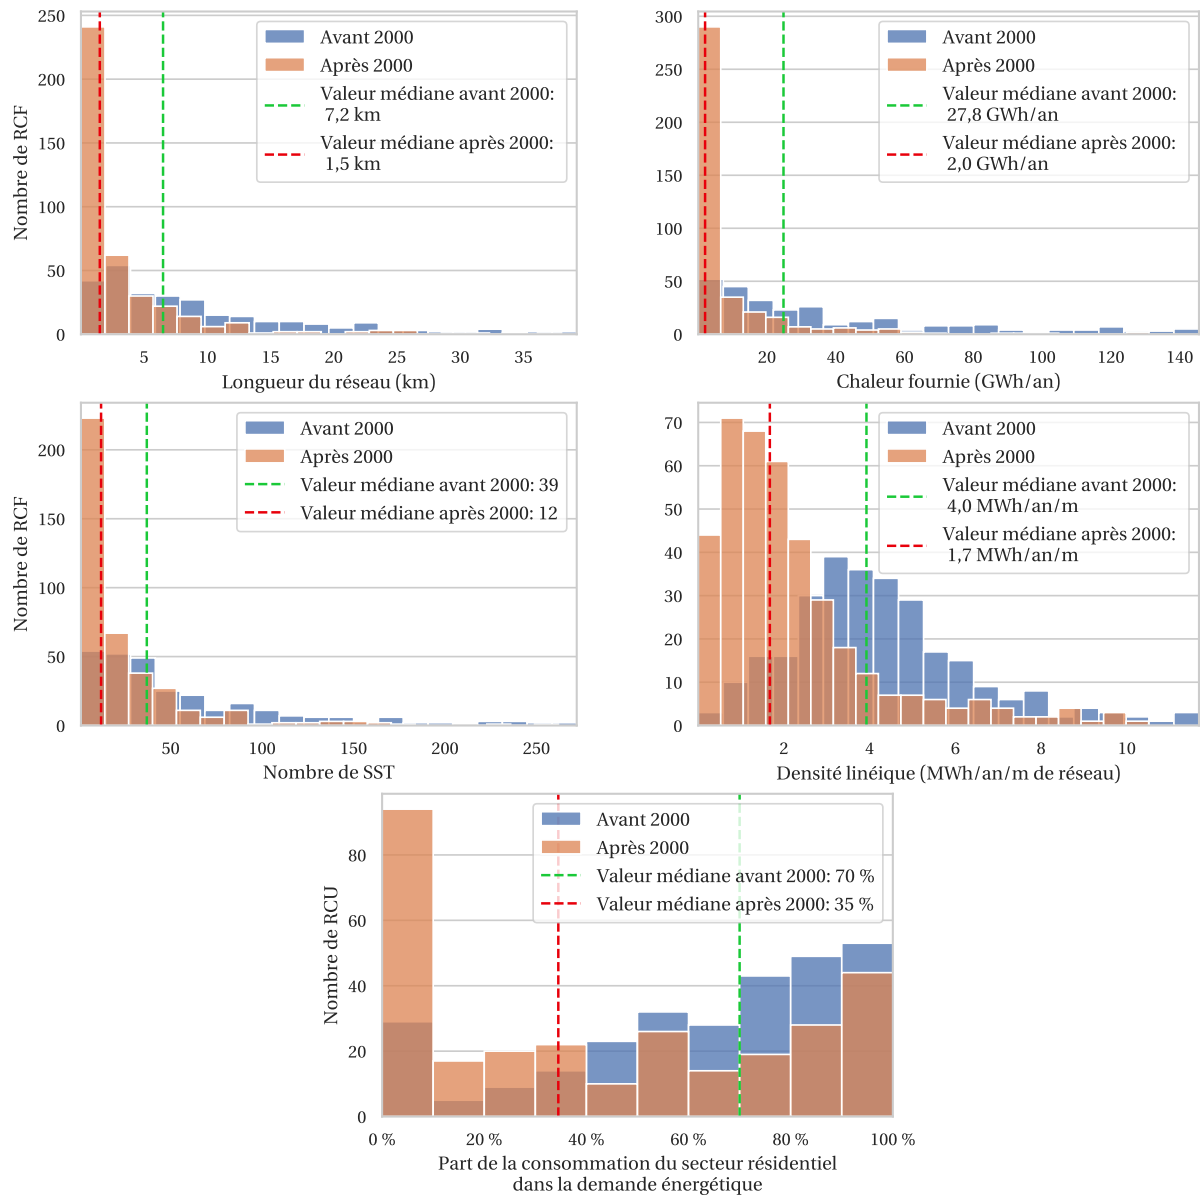 250
200
150
100
50
0
Nombre de RCF
Avant 2000
Après 2000
Valeur médiane avant 2000:
7,2 km
Valeur médiane après 2000:
1,5 km
5 10 15 20 25 30 35
Longueur du réseau (km)
300
250
200
150
100
50
0
Avant 2000
Après 2000
Valeur médiane avant 2000:
27,8 GWh/an
Valeur médiane après 2000:
2,0 GWh/an
20 40 60 80 100 120 140
Chaleur fournie (GWh/an)
200
150
100
50
0
Nombre de RCF
Avant 2000
Après 2000
Valeur médiane avant 2000: 39
Valeur médiane après 2000: 12
50 100 150 200 250
Nombre de SST
70
60
50
40
30
20
10
0
Avant 2000
Après 2000
Valeur médiane avant 2000:
4,0 MWh/an/m
Valeur médiane après 2000:
1,7 MWh/an/m
2 4 6 8 10
Densité linéique (MWh/an/m de réseau)
80
60
40
20
0
Nombre de RCU
Avant 2000
Après 2000
Valeur médiane avant 2000: 70 %
Valeur médiane après 2000: 35 %
0 % 20 % 40 % 60 % 80 % 100 %
Part de la consommation du secteur résidentiel
dans la demande énergétique